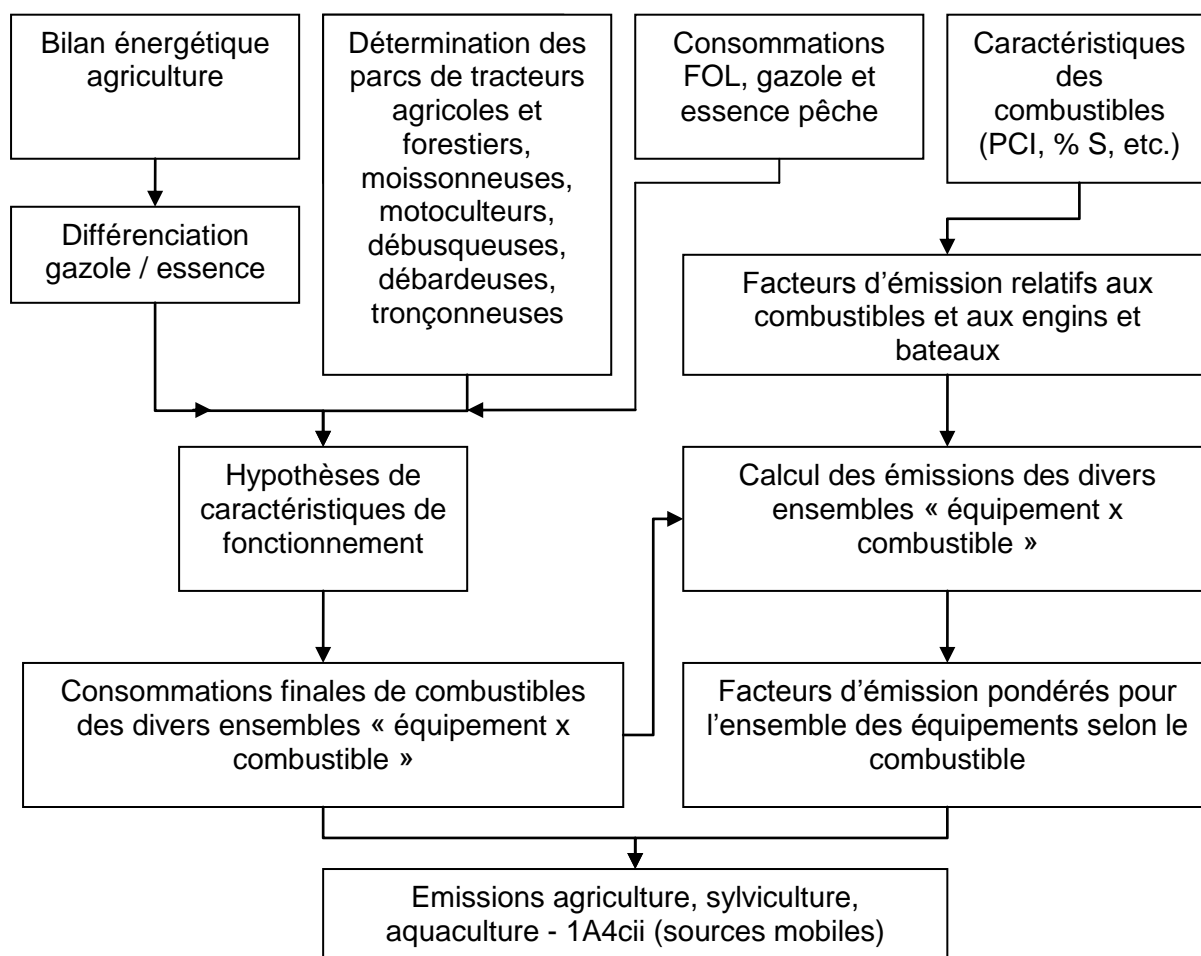 Bilan énergétique
agriculture
Détermination des
parcs de tracteurs
agricoles et
forestiers,
moissonneuses,
motoculteurs,
débusqueuses,
débardeuses,
tronçonneuses
Consommations
FOL, gazole et
essence pêche
Caractéristiques
des
combustibles
(PCI, % S, etc.)
Différenciation
gazole / essence
Facteurs d'émission relatifs aux
combustibles et aux engins et
bateaux
Hypothèses de
caractéristiques de
fonctionnement
Calcul des émissions des divers
ensembles « équipement x
combustible »
Consommations finales de combustibles
des divers ensembles « équipement x
combustible »
Facteurs d'émission pondérés pour
l'ensemble des équipements selon le
combustible
Emissions agriculture, sylviculture,
aquaculture - 1A4cii (sources mobiles)